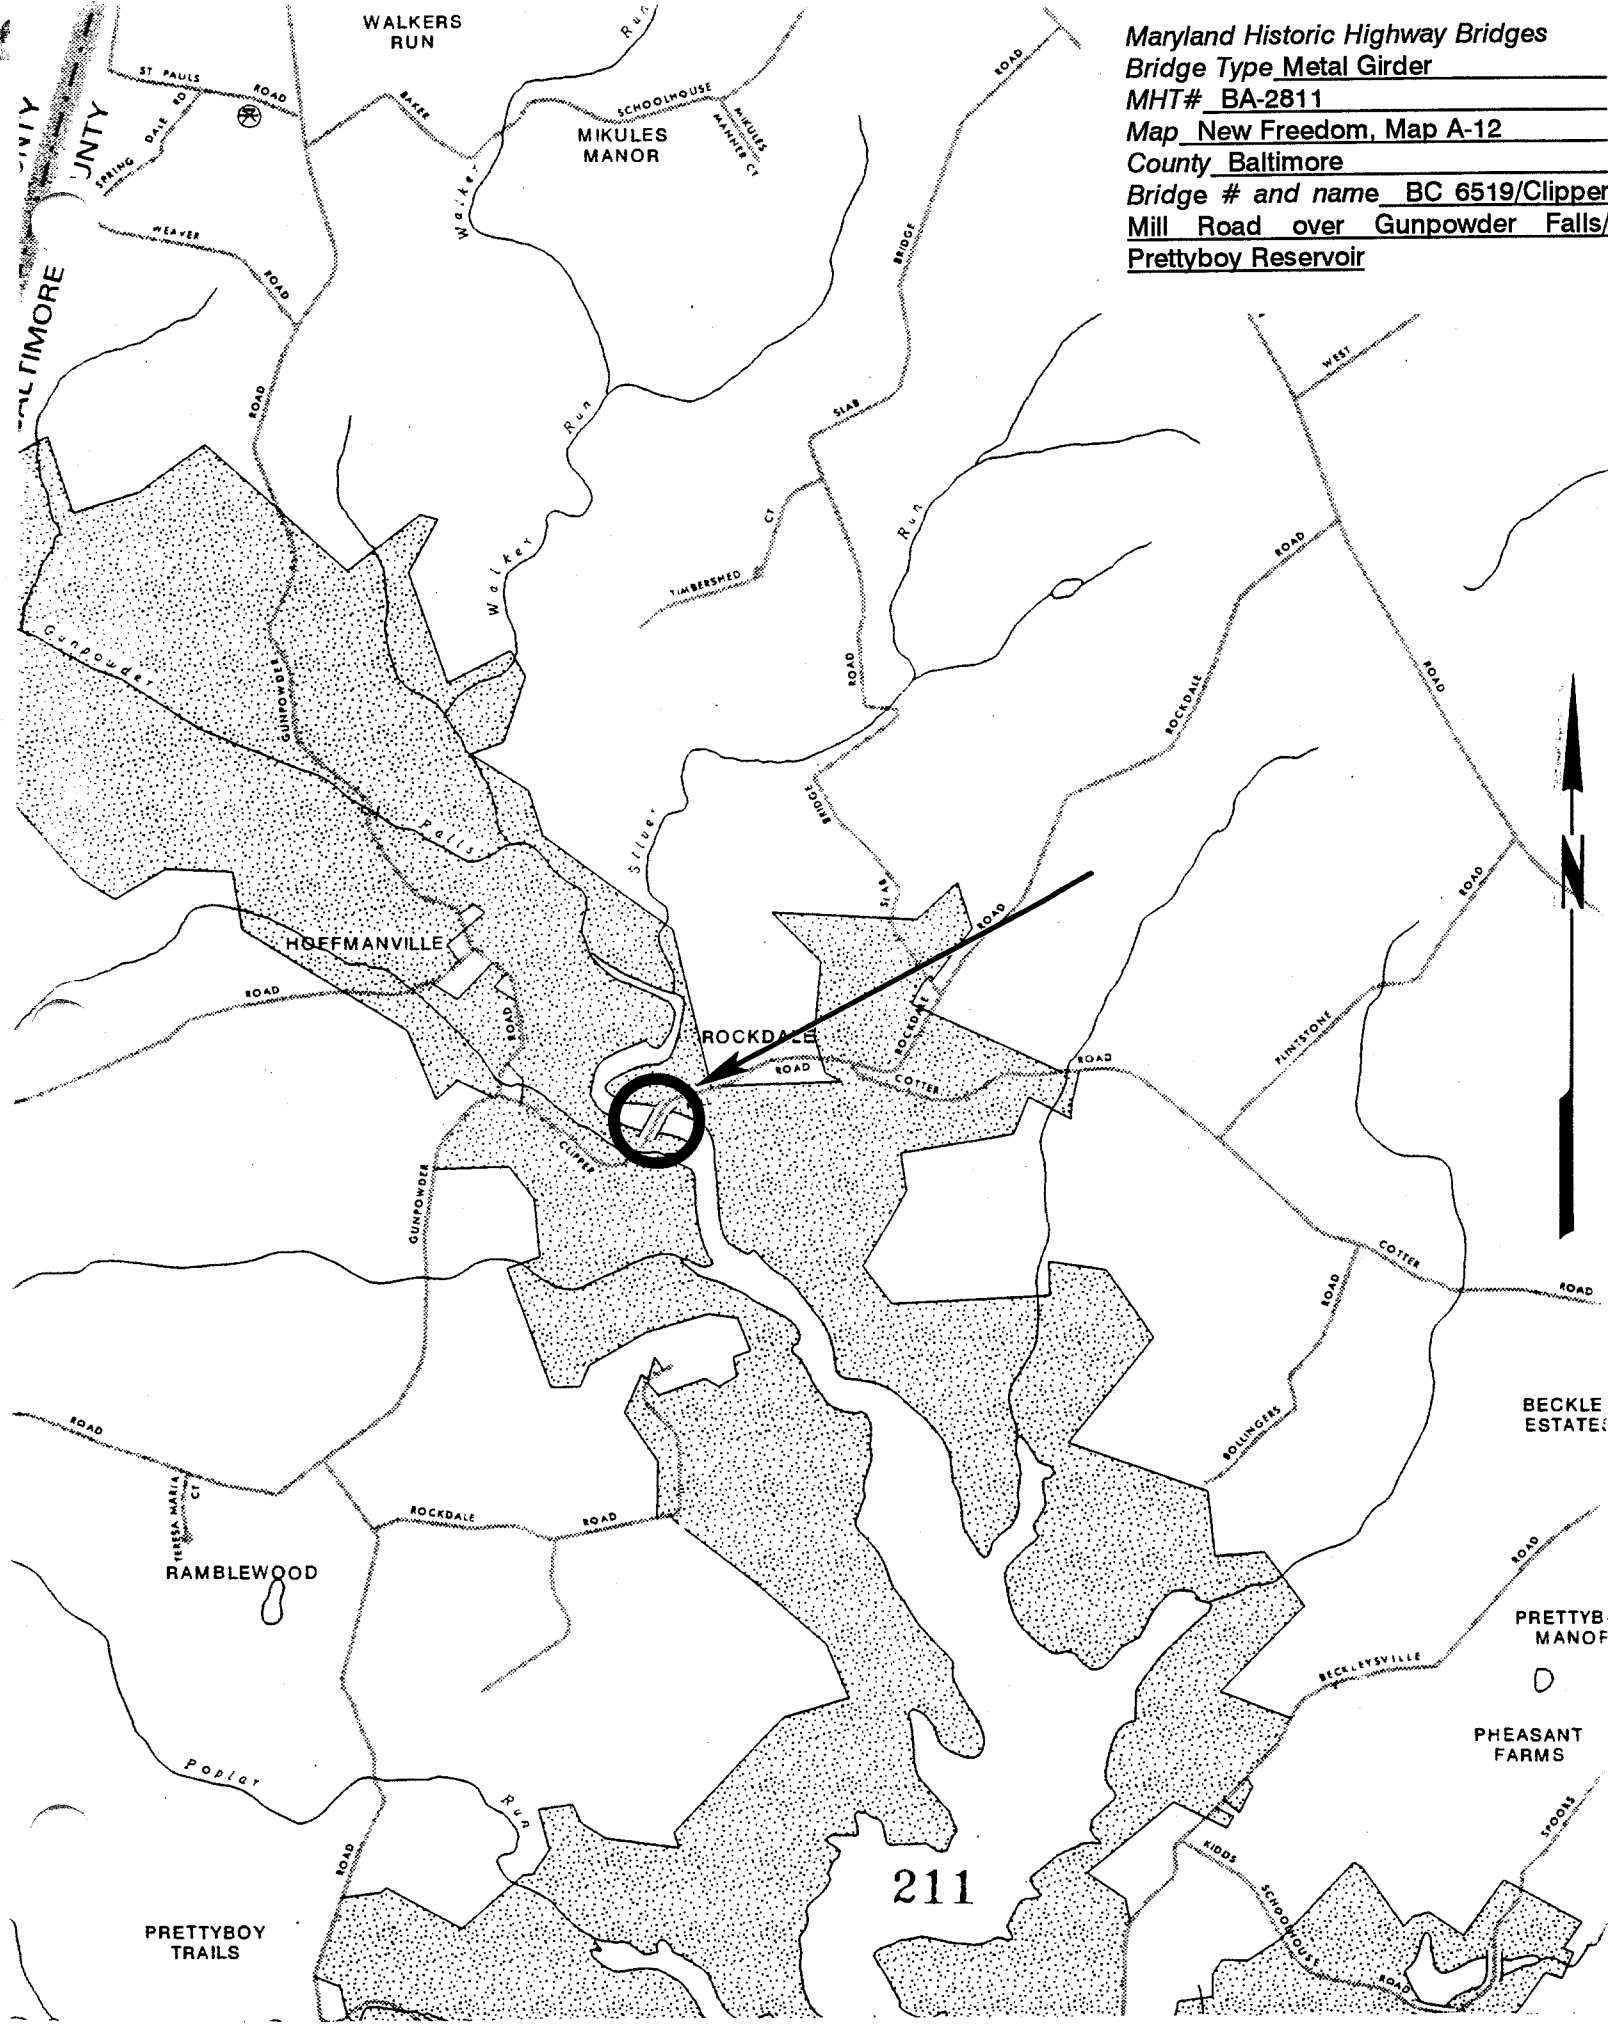 Maryland Historic Highway Bridges
Bridge Type Metal Girder
MHT# BA-2811
Map New Freedom, Map A-12
County Baltimore
Bridge # and name BC 6519/Clipper
Mill Road over Gunpowder Falls/
Prettyboy Reservoir
WALKERS
RUN
Run
ST PAULS
ROAD
SPRING DALE RD
UNTY
BAKER
SCHOOLHOUSE
MIKULES
MANOR
MIKULES
MANNER CT
ROAD
Walker
WEAVER
ROAD
BRIDGE
TIMORE
ROAD
WEST
SLAB
Run
CT
Run
ROAD
TIMBERSHED
Walker
Gunpowder
GUNPOWDER
ROAD
ROCKDALE
ROAD
BRIDGE
Falls
Silver
SLAB
ROAD
ROAD
N
HOFFMANVILLE
ROAD
ROAD
ROCKDALE
ROCKDALE
FLINTSTONE
ROAD
COTTER
ROAD
CLIPPER
GUNPOWDER
COTTER
ROAD
ROAD
BECKLE
ESTATES
ROAD
BOLLINGERS
TERESA MARIA
CT
ROCKDALE
ROAD
RAMBLEWOOD
ROAD
PRETTYB
MANOR
BECKLEYSVILLE
PHEASANT
FARMS
Poplar
Run
ROAD
SPOOKS
KIDDS
211
SCHOOLHOUSE
ROAD
PRETTYBOY
TRAILS